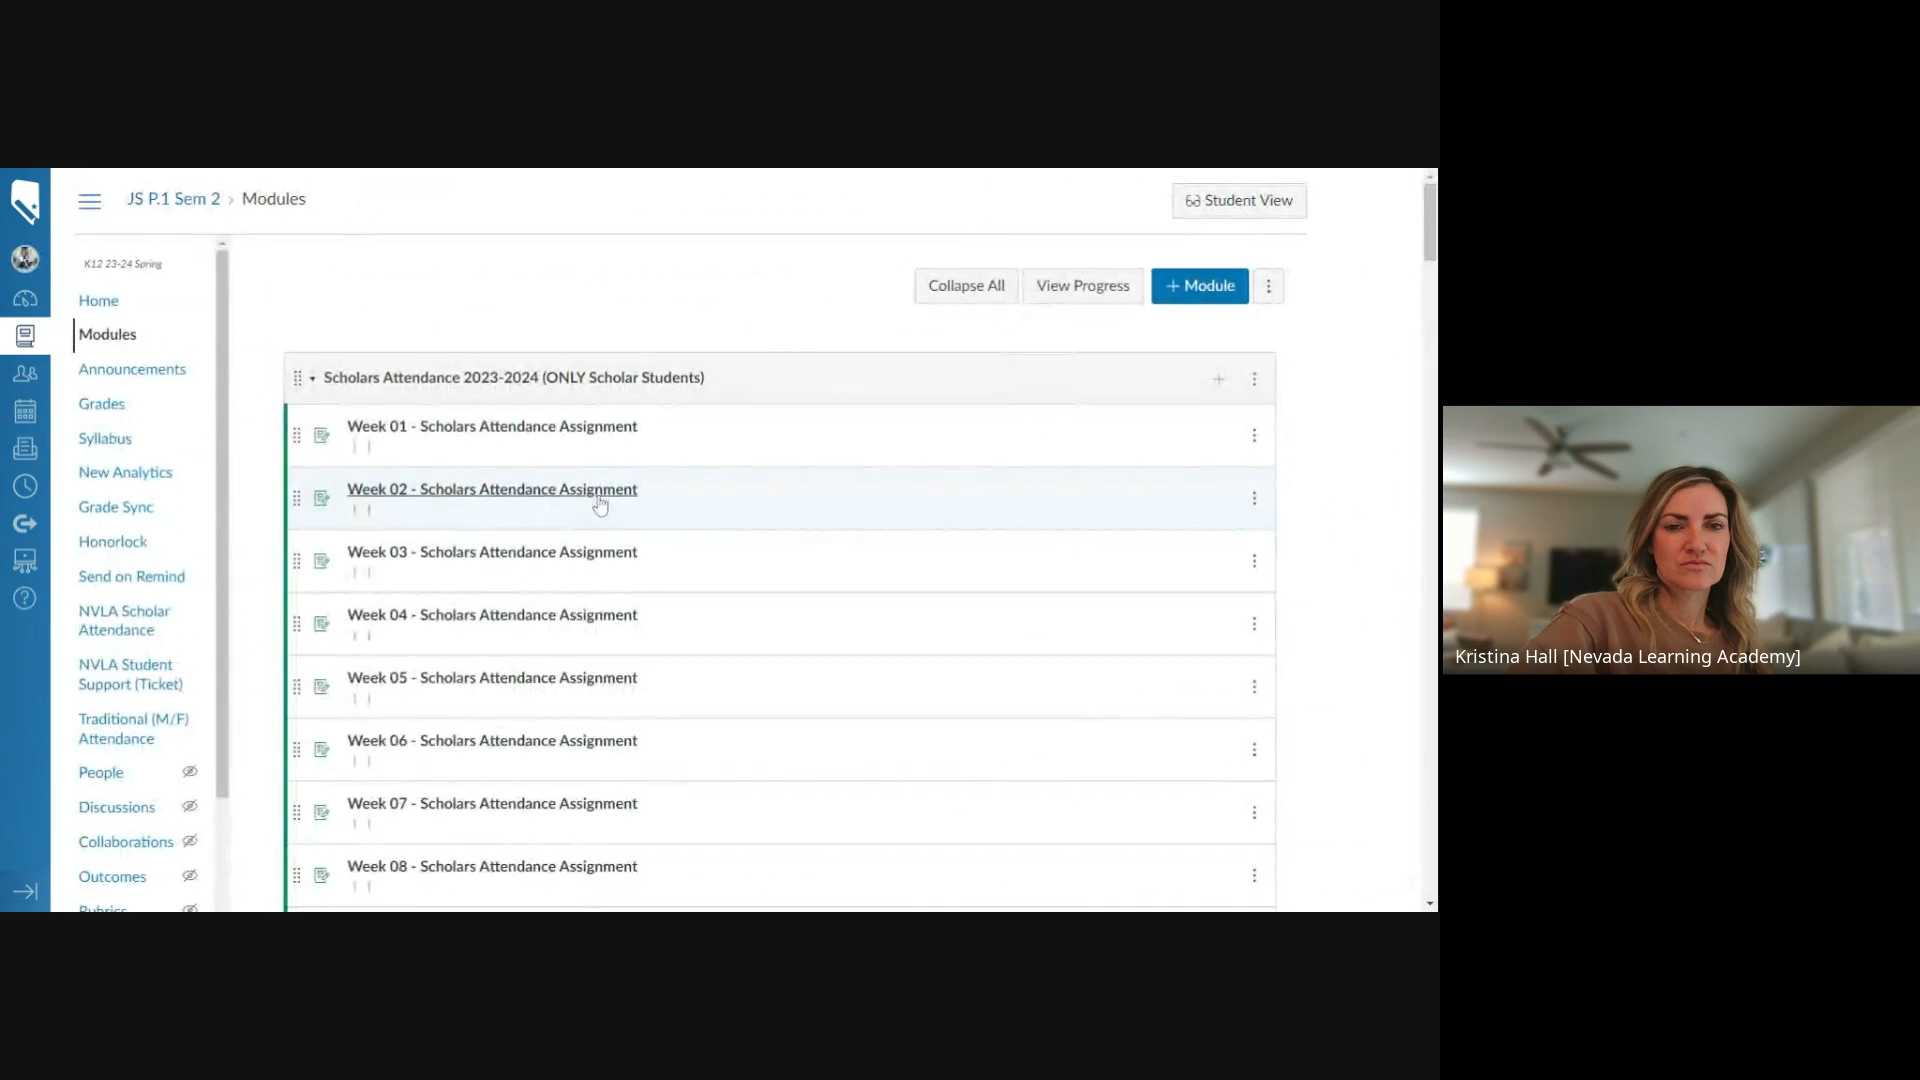 JS P.1 Sem 2 › Modules
Student View
K12 23-24 Spring
Home
Modules
Announcements
Grades
Syllabus
New Analytics
Grade Sync
Honorlock
Send on Remind
NVLA Scholar
Attendance
NVLA Student
Support (Ticket)
Traditional (M/F)
Attendance
People
Discussions
Collaborations
Outcomes
Rubrics
Collapse All
View Progress
+ Module
Scholars Attendance 2023-2024 (ONLY Scholar Students)
Week 01 - Scholars Attendance Assignment
Week 02 - Scholars Attendance Assignment
Week 03 - Scholars Attendance Assignment
Week 04 - Scholars Attendance Assignment
Week 05 - Scholars Attendance Assignment
Week 06 - Scholars Attendance Assignment
Week 07 - Scholars Attendance Assignment
Week 08 - Scholars Attendance Assignment
Kristina Hall [Nevada Learning Academy]